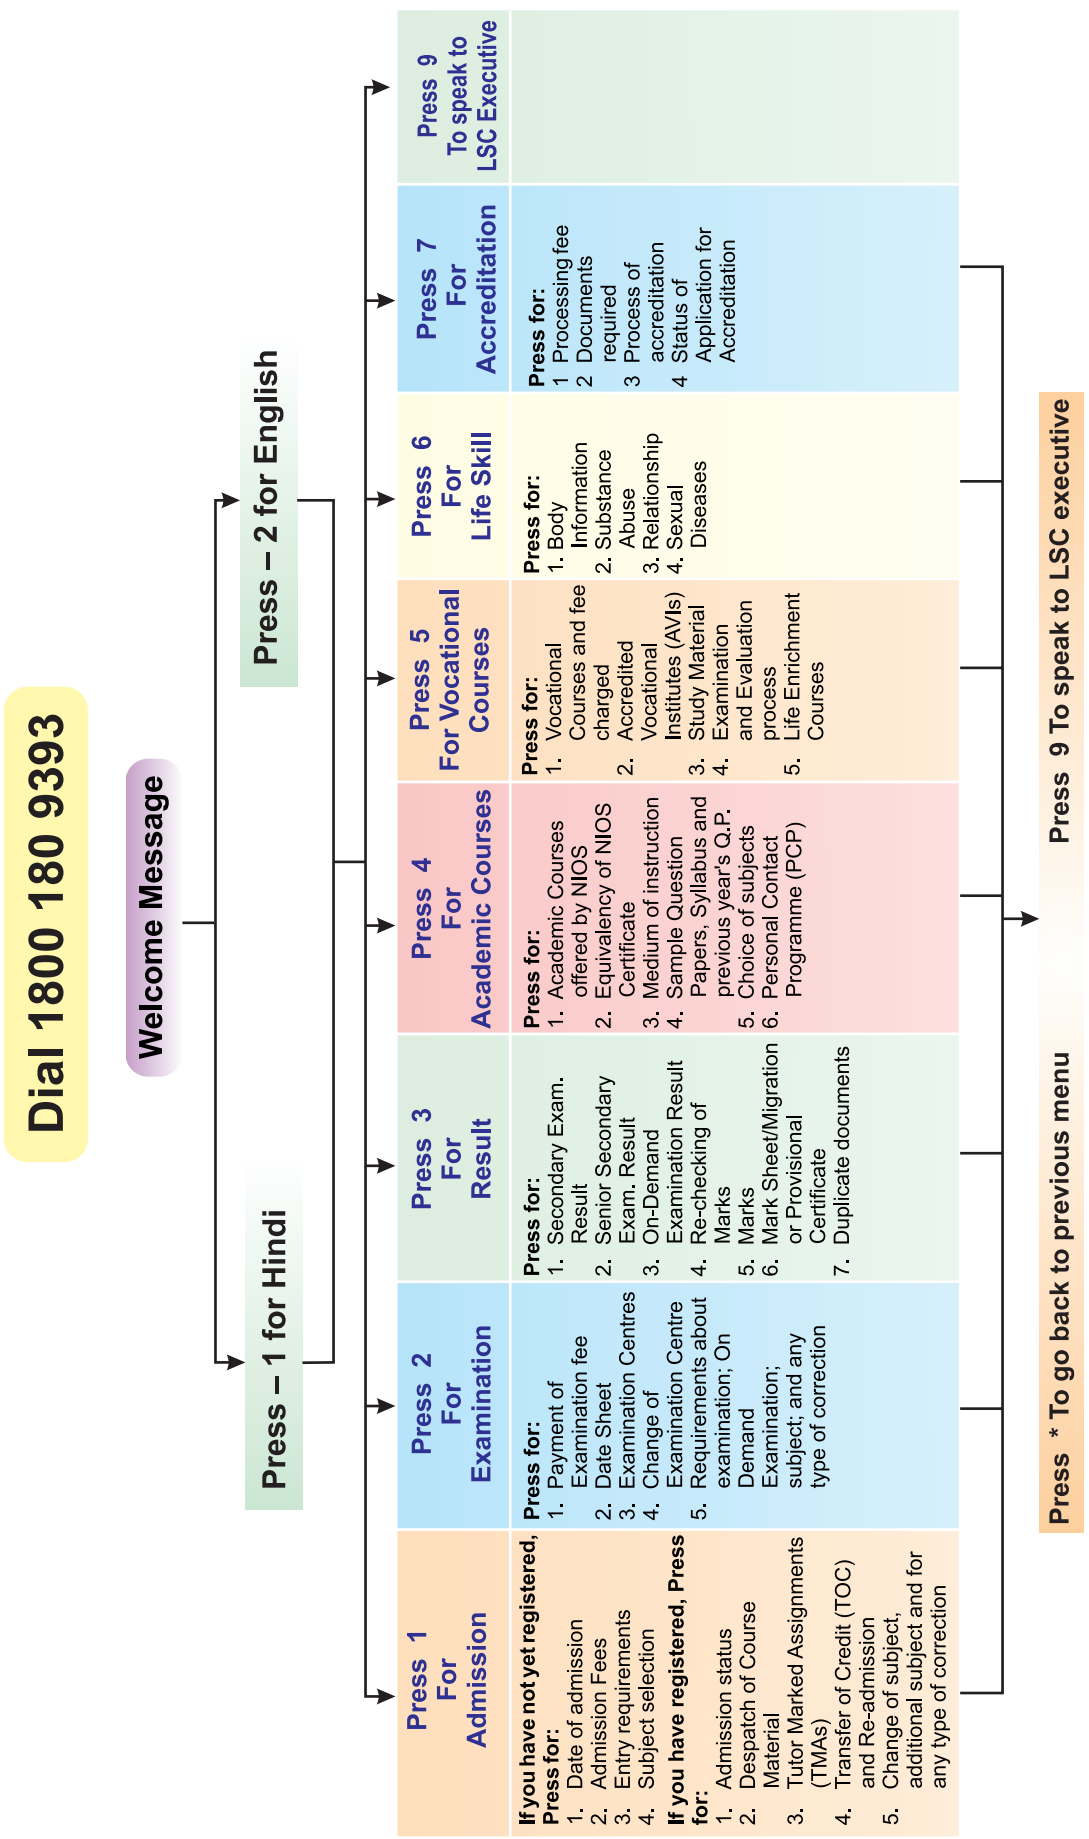 Dial 1800 180 9393
Welcome Message
Press – 1 for Hindi
Press – 2 for English
Press 1
For
Admission
If you have not yet registered,
Press for:
1. Date of admission
2. Admission Fees
3. Entry requirements
4. Subject selection
If you have registered, Press
for:
1. Admission status
2. Despatch of Course
Material
3. Tutor Marked Assignments
(TMAs)
4. Transfer of Credit (TOC)
and Re-admission
5. Change of subject,
additional subject and for
any type of correction
Press 2
For
Examination
Press for:
1. Payment of
Examination fee
2. Date Sheet
3. Examination Centres
4. Change of
Examination Centre
5. Requirements about
examination; On
Demand
Examination;
subject; and any
type of correction
Press 3
For
Result
Press for:
1. Secondary Exam.
Result
2. Senior Secondary
Exam. Result
3. On-Demand
Examination Result
4. Re-checking of
Marks
5. Marks
6. Mark Sheet/Migration
or Provisional
Certificate
7. Duplicate documents
Press 4
For
Academic Courses
Press for:
1. Academic Courses
offered by NIOS
2. Equivalency of NIOS
Certificate
3. Medium of instruction
4. Sample Question
Papers, Syllabus and
previous year's Q.P.
5. Choice of subjects
6. Personal Contact
Programme (PCP)
Press 5
For Vocational
Courses
Press for:
1. Vocational
Courses and fee
charged
2. Accredited
Vocational
Institutes (AVIs)
3. Study Material
4. Examination
and Evaluation
process
5. Life Enrichment
Courses
Press 6
For
Life Skill
Press for:
1. Body
Information
2. Substance
Abuse
3. Relationship
4. Sexual
Diseases
Press 7
For
Accreditation
Press for:
1 Processing fee
2 Documents
required
3 Process of
accreditation
4 Status of
Application for
Accreditation
Press 9
To speak to
LSC Executive
Press * To go back to previous menu Press 9 To speak to LSC executive